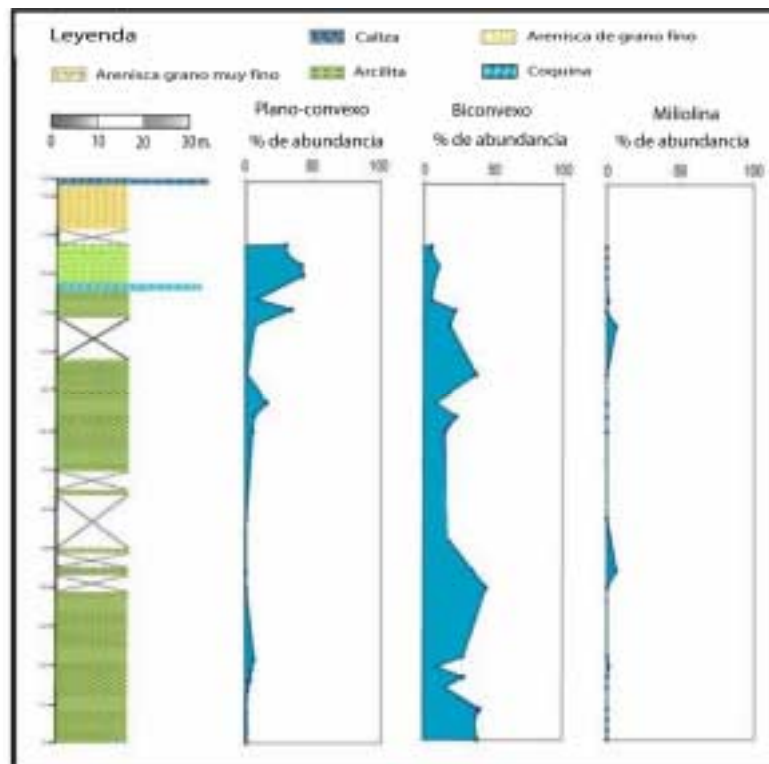 Leyenda
Caliza
Arenisca de grano fino
Arenisca grano muy fino
Arcilita
Coquina
0 10 20 30 m.
Plano-convexo
% de abundancia
0 50 100
Biconvexo
% de abundancia
0 50 100
Miliolina
% de abundancia
0 50 100